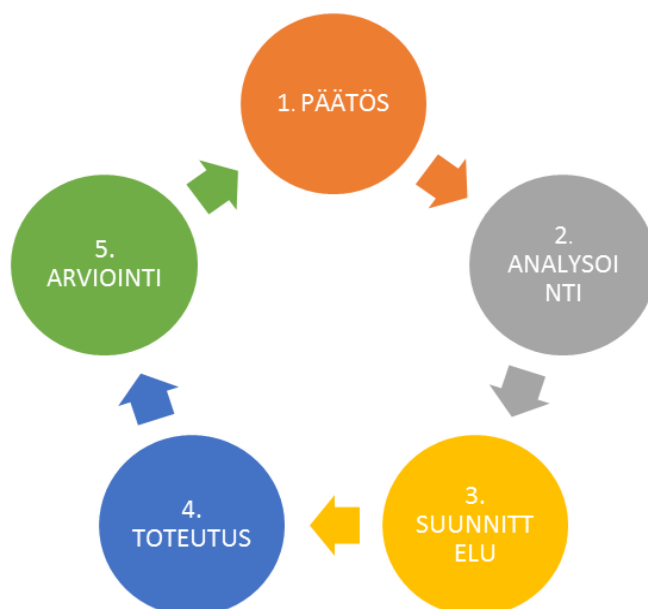 1. PÄÄTÖS
2.
ANALYSOI
NTI
3.
SUUNNITT
ELU
4.
TOTEUTUS
5.
ARVIOINTI